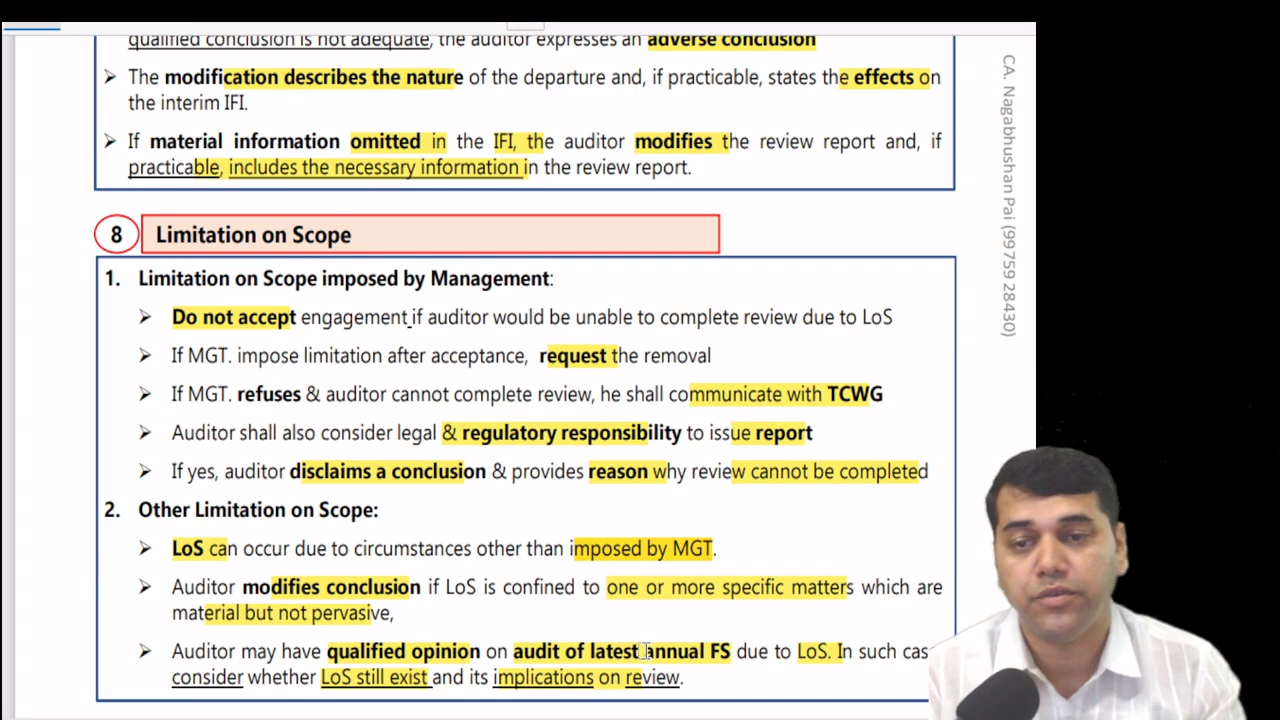 qualified conclusion is not adequate, the auditor expresses an adverse conclusion
➢ The modification describes the nature of the departure and, if practicable, states the effects on
the interim IFI.
➢ If material information omitted in the IFI, the auditor modifies the review report and, if
practicable, includes the necessary information in the review report.
8 Limitation on Scope
1. Limitation on Scope imposed by Management:
➢ Do not accept engagement if auditor would be unable to complete review due to LoS
➢ If MGT. impose limitation after acceptance, request the removal
➢ If MGT. refuses & auditor cannot complete review, he shall communicate with TCWG
➢ Auditor shall also consider legal & regulatory responsibility to issue report
➢ If yes, auditor disclaims a conclusion & provides reason why review cannot be completed
2. Other Limitation on Scope:
➢ LoS can occur due to circumstances other than imposed by MGT.
➢ Auditor modifies conclusion if LoS is confined to one or more specific matters which are
material but not pervasive,
➢ Auditor may have qualified opinion on audit of latest annual FS due to LoS. In such
consider whether LoS still exist and its implications on review.
CA. Nagabhushan Pai (99759 28430)